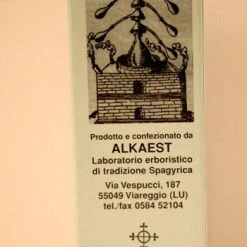 Prodotto e confezionato da
ALKAEST
Laboratorio erboristico
di tradizione Spagyrica
Via Vespucci, 187
55049 Viareggio (LU)
tel./fax 0584 52104